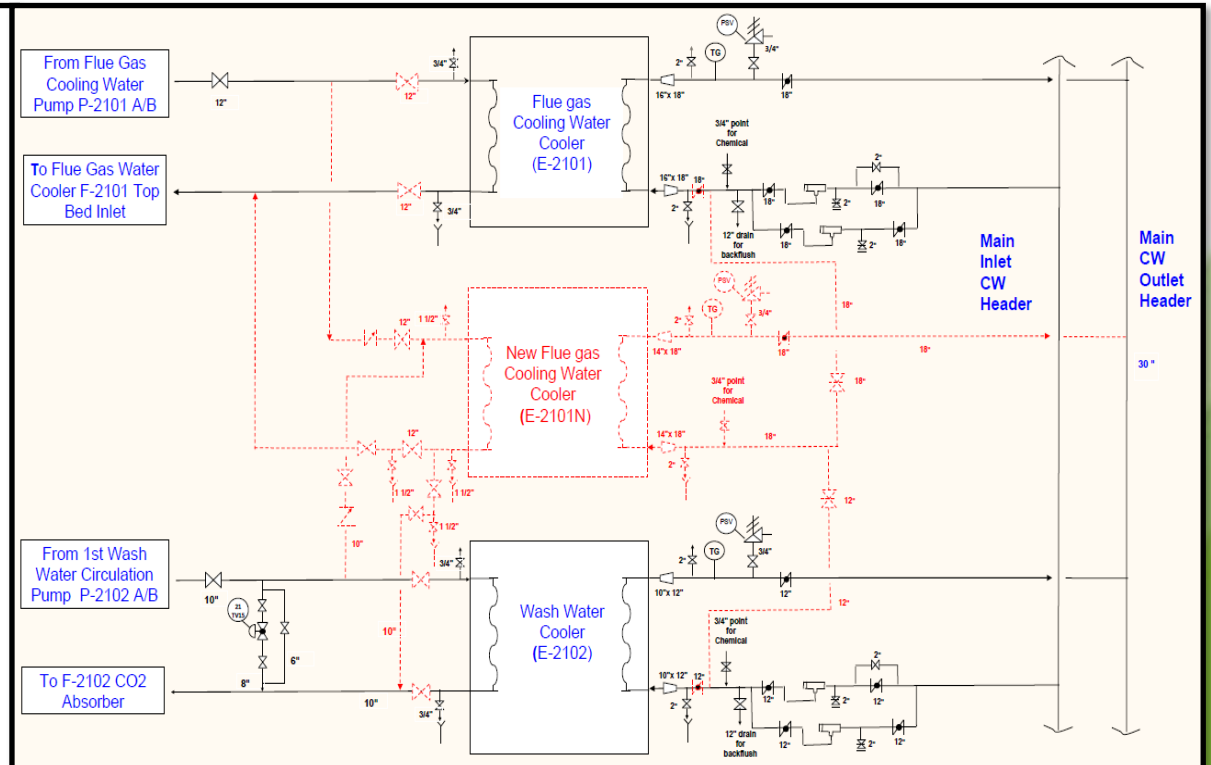 From Flue Gas
Cooling Water
Pump P-2101 A/B
12"
12"
3/4"
Flue gas
Cooling Water
Cooler
(E-2101)
16"x 18"
2"
TG
PSV
3/4"
18"
To Flue Gas Water
Cooler F-2101 Top
Bed Inlet
12"
3/4"
16"x 18"
18"
2"
3/4" point
for
Chemical
12" drain
for
backflush
18"
2"
2"
18"
18"
2"
18"
Main
Inlet
CW
Header
Main
CW
Outlet
Header
30 "
12"
1 1/2"
New Flue gas
Cooling Water
Cooler
(E-2101N)
14"x 18"
2"
TG
PSV
3/4"
18"
18"
18"
18"
12"
1 1/2"
1 1/2"
1 1/2"
10"
14"x 18"
2"
3/4" point
for
Chemical
18"
12"
12"
From 1st Wash
Water Circulation
Pump P-2102 A/B
10"
21
TV15
6"
8"
3/4"
Wash Water
Cooler
(E-2102)
10"x 12"
2"
TG
PSV
3/4"
12"
To F-2102 CO2
Absorber
10"
10"
3/4"
10"x 12"
12"
2"
3/4" point
for
Chemical
12" drain
for
backflush
12"
2"
2"
12"
12"
2"
12"